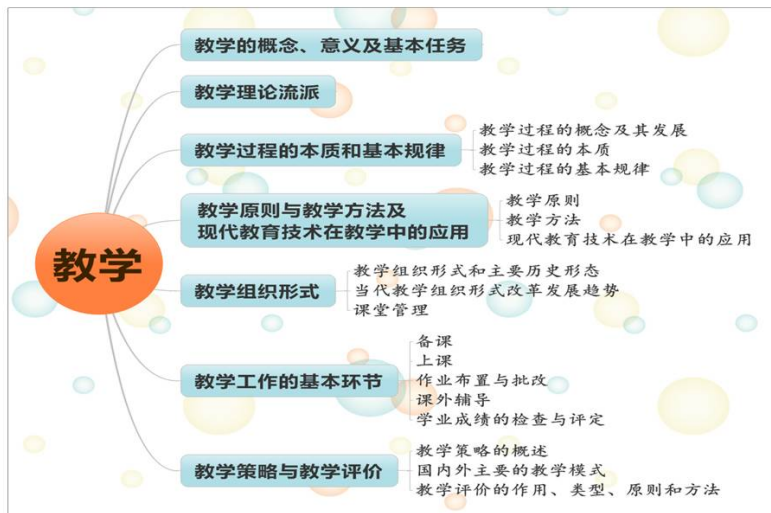 教学
教学的概念、意义及基本任务
教学理论流派
教学过程的本质和基本规律
教学过程的概念及其发展
教学过程的本质
教学过程的基本规律
教学原则与教学方法及
现代教育技术在教学中的应用
教学原则
教学方法
现代教育技术在教学中的应用
教学组织形式
教学组织形式和主要历史形态
当代教学组织形式改革发展趋势
课堂管理
教学工作的基本环节
备课
上课
作业布置与批改
课外辅导
学业成绩的检查与评定
教学策略与教学评价
教学策略的概述
国内外主要的教学模式
教学评价的作用、类型、原则和方法